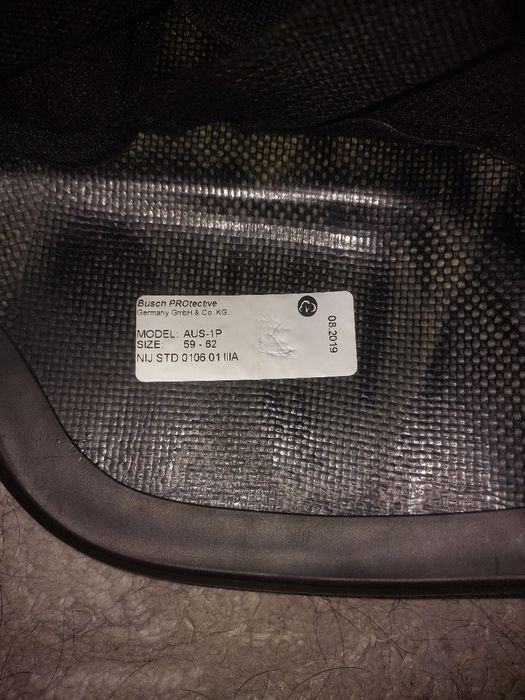 Busch PROtective
Germany GmbH & Co. KG.
MODEL: AUS-1P
SIZE: 59 - 62
NIJ STD 0106.01 IIIA
08.2019